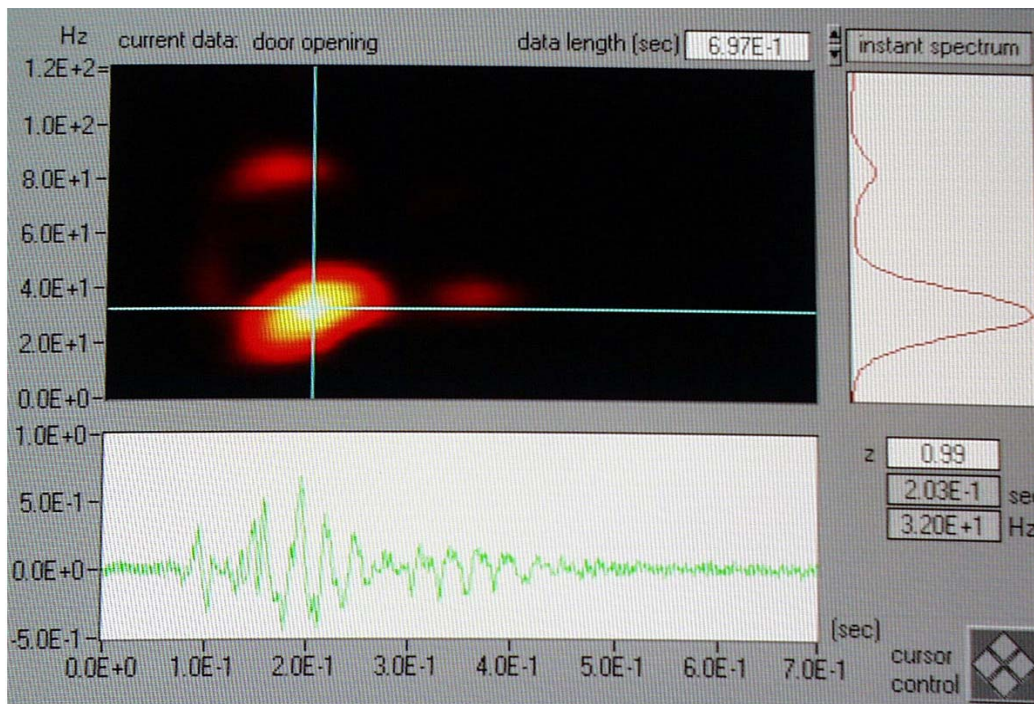 Hz current data: door opening data length (sec) 6.97E-1 instant spectrum
1.2E+2
1.0E+2
8.0E+1
6.0E+1
4.0E+1
2.0E+1
0.0E+0
1.0E+0
5.0E-1
0.0E+0
-5.0E-1
z 0.99
2.03E-1 sec
3.20E+1 Hz
0.0E+0 1.0E-1 2.0E-1 3.0E-1 4.0E-1 5.0E-1 6.0E-1 7.0E-1 (sec)
cursor
control